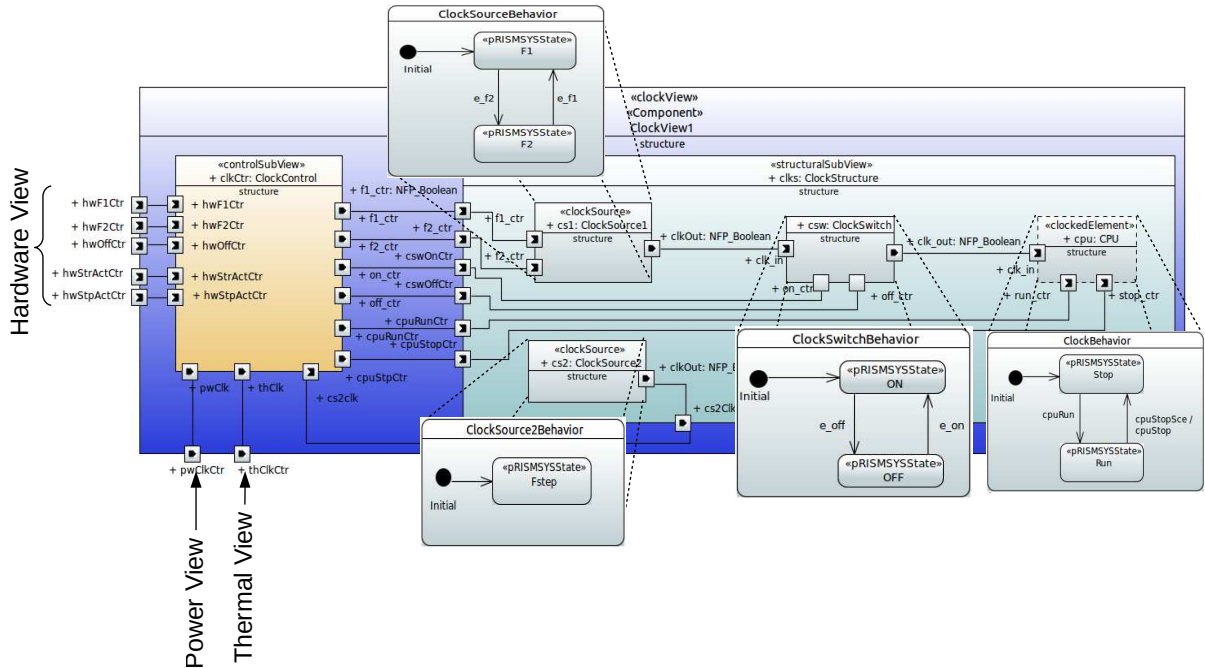 ClockSourceBehavior
«pRISMSYSState»
F1
Initial
e_f2
e_f1
«pRISMSYSState»
F2
«clockView»
«Component»
ClockView1
structure
Hardware View
+ hwF1Ctr
+ hwF2Ctr
+ hwOffCtr
+ hwStrActCtr
+ hwStpActCtr
«controlSubView»
+ clkCtr: ClockControl
structure
+ hwF1Ctr
+ hwF2Ctr
+ hwOffCtr
+ hwStrActCtr
+ hwStpActCtr
+ f1_ctr: NFP_Boolean
+ f1_ctr
+ f2_ctr
+ f2_ctr
+ cswOnCtr
+ on_ctr
+ cswOffCtr
+ off_ctr
+ cpuRunCtr
+ cpuRunCtr
+ cpuStopCtr
+ cpuStpCtr
+ pwClk
+ thClk
+ cs2clk
+ pwClkCtr
+ thClkCtr
Power View
Thermal View
«structuralSubView»
+ clks: ClockStructure
structure
+ f1_ctr
+ f2_ctr
«clockSource»
+ cs1: ClockSource1
structure
+ clkOut: NFP_Boolean
+ clk_in
+ csw: ClockSwitch
structure
+ on_ctr
+ off_ctr
+ clk_out: NFP_Boolean
«clockedElement»
+ cpu: CPU
structure
+ clk_in
+ run_ctr
+ stop_ctr
«clockSource»
+ cs2: ClockSource2
structure
+ clkOut: NFP_B
+ cs2Cl
ClockSource2Behavior
«pRISMSYSState»
Fstep
Initial
ClockSwitchBehavior
«pRISMSYSState»
ON
Initial
e_off
e_on
«pRISMSYSState»
OFF
ClockBehavior
«pRISMSYSState»
Stop
Initial
cpuRun
cpuStopSce /
cpuStop
«pRISMSYSState»
Run